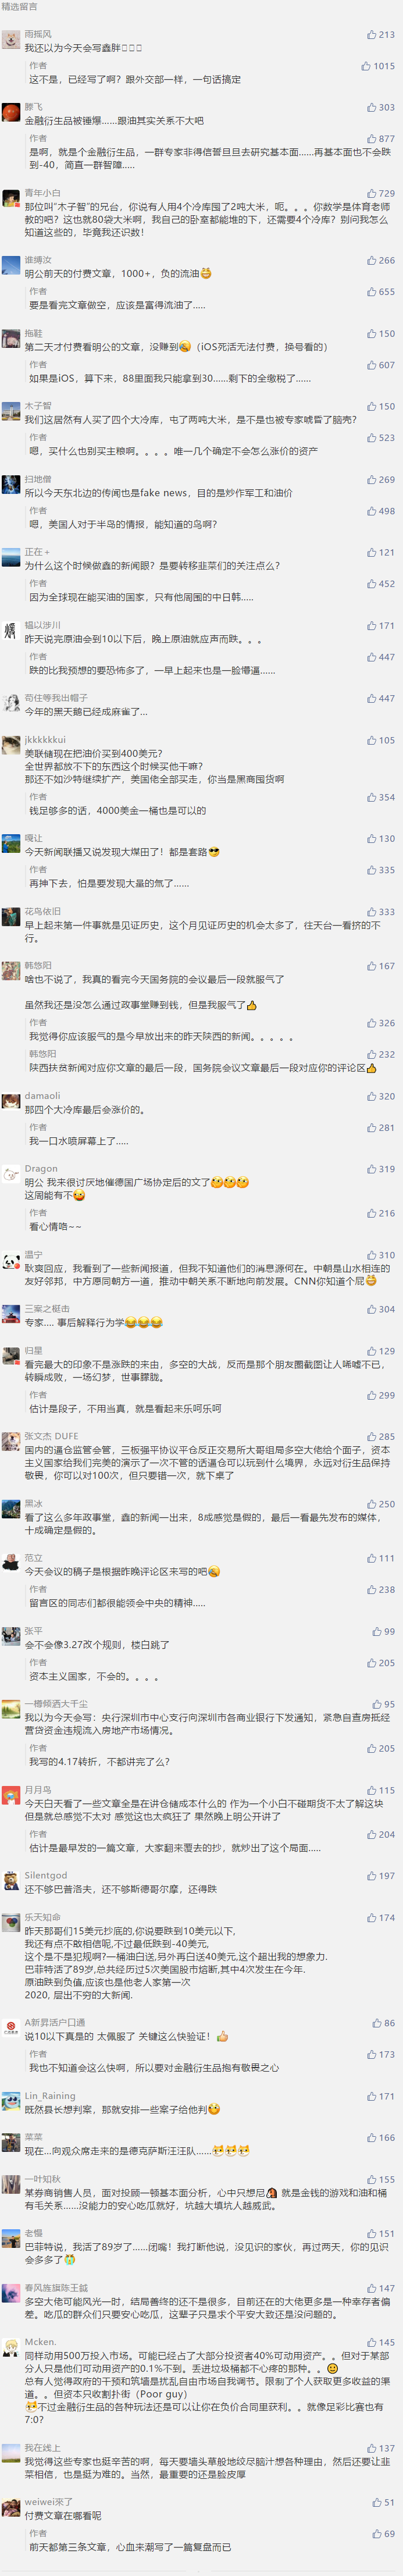 精选留言
雨摇风
213
我还以为今天会写鑫胖
作者
1015
这不是，已经写了啊？跟外交部一样，一句话搞定
滕飞
303
金融衍生品被锤爆……跟油其实关系不大吧
作者
877
是啊，就是个金融衍生品，一群专家非得信誓旦旦去研究基本面……再基本面也不会跌
到-40，简直一群智障.....
青年小白
729
那位叫“木子智”的兄台，你说有人用4个冷库囤了2吨大米，呃。。。你数学是体育老师
教的吧？这也就80袋大米啊，我自己的卧室都能堆的下，还需要4个冷库？别问我怎么
知道这些的，毕竟我还识数！
谁缚汝
266
明公前天的付费文章，1000+，负的流油
作者
655
要是看完文章做空，应该是富得流油了.....
拖鞋
150
第二天才付费看明公的文章，没赚到（iOS死活无法付费，换号看的）
作者
607
如果是iOS，算下来，88里面我只能拿到30……剩下的全缴税了……
木子智
150
我们这居然有人买了四个大冷库，屯了两吨大米，是不是也被专家唬昏了脑壳？
作者
523
嗯，买什么也别买主粮啊。。。。唯一几个确定不会怎么涨价的资产
扫地僧
269
所以今天东北边的传闻也是fake news，目的是炒作军工和油价
作者
498
嗯，美国人对于半岛的情报，能知道的鸟啊？
正在+
121
为什么这个时候做鑫的新闻眼？是要转移韭菜们的关注点么？
作者
452
因为全球现在能买油的国家，只有他周围的中日韩.....
韫以涉川
171
昨天说完原油会到10以下后，晚上原油就应声而跌。。。
作者
447
跌的比我预想的要恐怖多了，一早上起来也是一脸懵逼……
苟住等我出帽子
447
今年的黑天鹅已经成麻雀了...
jkkkkkkui
105
美联储现在把油价买到400美元？
全世界都放不下的东西这个时候买他干嘛？
那还不如沙特继续扩产，美国佬全部买走，你当是黑商囤货啊
作者
354
钱足够多的话，4000美金一桶也是可以的
嘎让
130
今天新闻联播又说发现大煤田了！都是套路
作者
335
再抻下去，怕是要发现大量的氘了……
花鸟依旧
333
早上起来第一件事就是见证历史，这个月见证历史的机会太多了，往天台一看挤的不
行。
韩悠阳
167
啥也不说了，我真的看完今天国务院的会议最后一段就服气了
虽然我还是没怎么通过政事堂赚到钱，但是我服气了
作者
326
我觉得你应该服气的是今早放出来的昨天陕西的新闻。。。。。
韩悠阳
232
陕西扶贫新闻对应你文章的最后一段，国务院会议文章最后一段对应你的评论区
damaoli
320
那四个大冷库最后会涨价的。
作者
281
我一口水喷屏幕上了.....
Dragon
319
明公 我来很讨厌地催德国广场协定后的文了
这周能有不
作者
216
看心情唔~~
温宁
310
耿爽回应，我看到了一些新闻报道，但我不知道他们的消息源何在。中朝是山水相连的
友好邻邦，中方愿同朝方一道，推动中朝关系不断地向前发展。CNN你知道个屁
三案之梃击
304
专家.... 事后解释行为学
归星
129
看完最大的印象不是涨跌的来由，多空的大战，反而是那个朋友圈截图让人唏嘘不已，
转瞬成败，一场幻梦，世事朦胧。
作者
299
估计是段子，不用当真，就是看起来乐呵乐呵
张文杰 DUFE
285
国内的逼仓监管会管，三板强平协议平仓反正交易所大哥组局多空大佬给个面子，资本
主义国家给我们完美的演示了一次不管的话逼仓可以玩到什么境界，永远对衍生品保持
敬畏，你可以对100次，但只要错一次，就下桌了
黑冰
250
看了这么多年政事堂，鑫的新闻一出来，8成感觉是假的，最后一看最先发布的媒体，
十成确定是假的。
范立
111
今天会议的稿子是根据昨晚评论区来写的吧
作者
238
留言区的同志们都很能领会中央的精神.....
张平
99
会不会像3.27改个规则，楼白跳了
作者
205
资本主义国家，不会的。。。。
一樽倾洒大千尘
95
我以为今天会写：央行深圳市中心支行向深圳市各商业银行下发通知，紧急自查房抵经
营贷资金违规流入房地产市场情况。
作者
205
我写的4.17转折，不都讲完了么？
月月鸟
115
今天白天看了一些文章全是在讲仓储成本什么的 作为一个小白不碰期货不太了解这块
但是就总感觉不太对 感觉这也太疯狂了 果然晚上明公开讲了
作者
204
估计是最早发的一篇文章，大家翻来覆去的抄，就炒出了这个局面.....
Silentgod
197
还不够巴普洛夫，还不够斯德哥尔摩，还得跌
乐天知命
174
昨天那哥们15美元抄底的,你说要跌到10美元以下,
我还有点不敢相信呢,不过最低跌到-40美元,
这个是不是犯规啊?一桶油白送,另外再白送40美元,这个超出我的想象力.
巴菲特活了89岁,总共经历过5次美国股市熔断,其中4次发生在今年.
原油跌到负值,应该也是他老人家第一次
2020, 层出不穷的大新闻.
A新昇活户口通
86
说10以下真是的 太佩服了 关键这么快验证！
作者
173
我也不知道会这么快啊，所以要对金融衍生品抱有敬畏之心
Lin_Raining
171
既然县长想判案，那就安排一些案子给他判
菜菜
166
现在...向观众席走来的是德克萨斯汪汪队……
一叶知秋
155
某券商销售人员，面对投顾一顿基本面分析，心中只想尼 就是金钱的游戏和油和桶
有毛关系……没能力的安心吃瓜就好，坑越大填坑人越威武。
老慢
151
巴菲特说，我活了89岁了……闭嘴！我打断他说，没见识的家伙，再过两天，你的见识
会多多了
春风旌旗陈王鎰
147
多空大佬可能风光一时，结局善终的还不是很多，目前还在的大佬更多是一种幸存者偏
差。吃瓜的群众们只要安心吃瓜，这辈子只是求个平安大致还是没问题的。
Mcken.
145
同样动用500万投入市场。可能已经占了大部分投资者40%可动用资产。。但对于某部
分人只是他们可动用资产的0.1%不到。丢进垃圾桶都不心疼的那种。。
总有人觉得政府的干预和筑墙是扰乱自由市场自我调节。限制了个人获取更多收益的渠
道。。但资本只收割扑街（Poor guy）
不过金融衍生品的各种玩法还是可以让你在负价合同里获利。。就像足彩比赛也有
7:0?
我在线上
137
我觉得这些专家也挺辛苦的啊，每天要墙头草般地绞尽脑汁想各种理由，然后还要让韭
菜相信，也是挺为难的。当然，最重要的还是脸皮厚
weiwei來了
51
付费文章在哪看呢
作者
69
前天都第三条文章，心血来潮写了一篇复盘而已